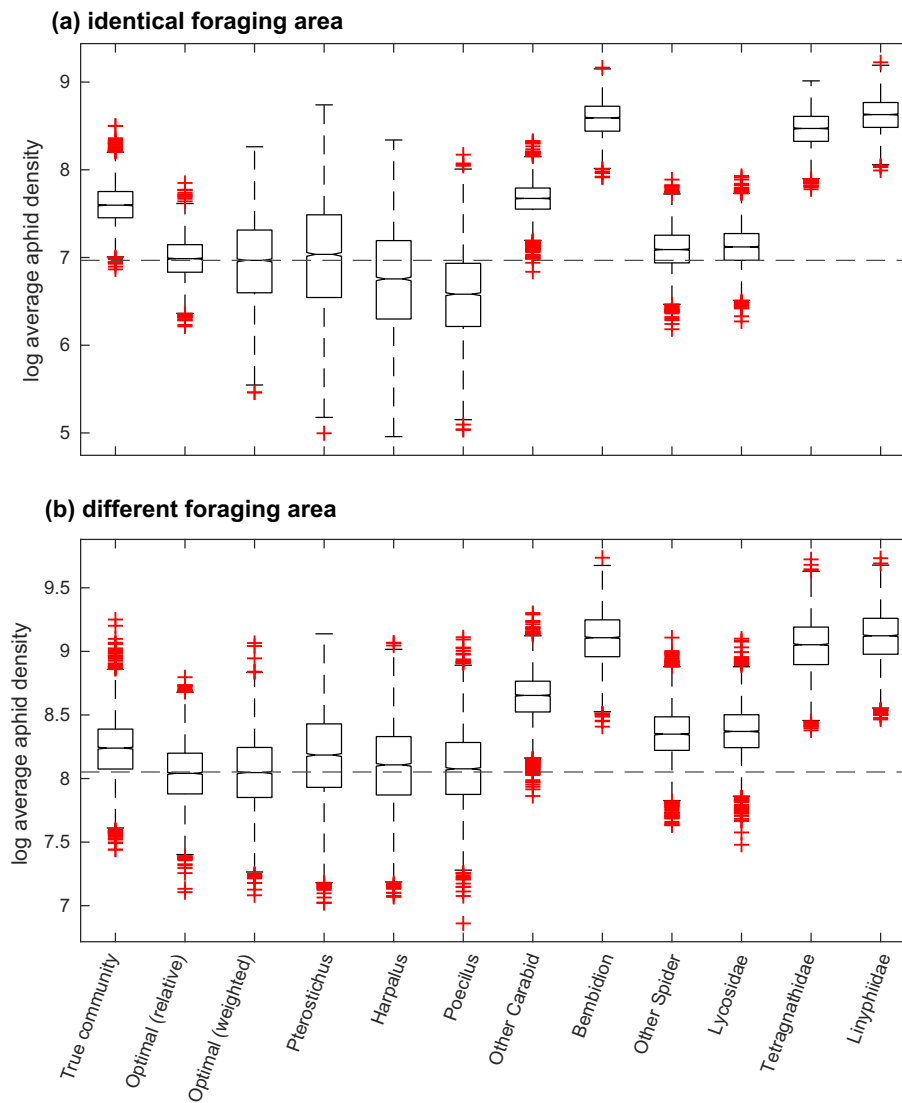 (a) identical foraging area
log average aphid density
9
8
7
6
5
(b) different foraging area
log average aphid density
9.5
9
8.5
8
7.5
7
True community
Optimal (relative)
Optimal (weighted)
Pterostichus
Harpalus
Poecilus
Other Carabid
Bembidion
Other Spider
Lycosidae
Tetragnathidae
Linyphiidae